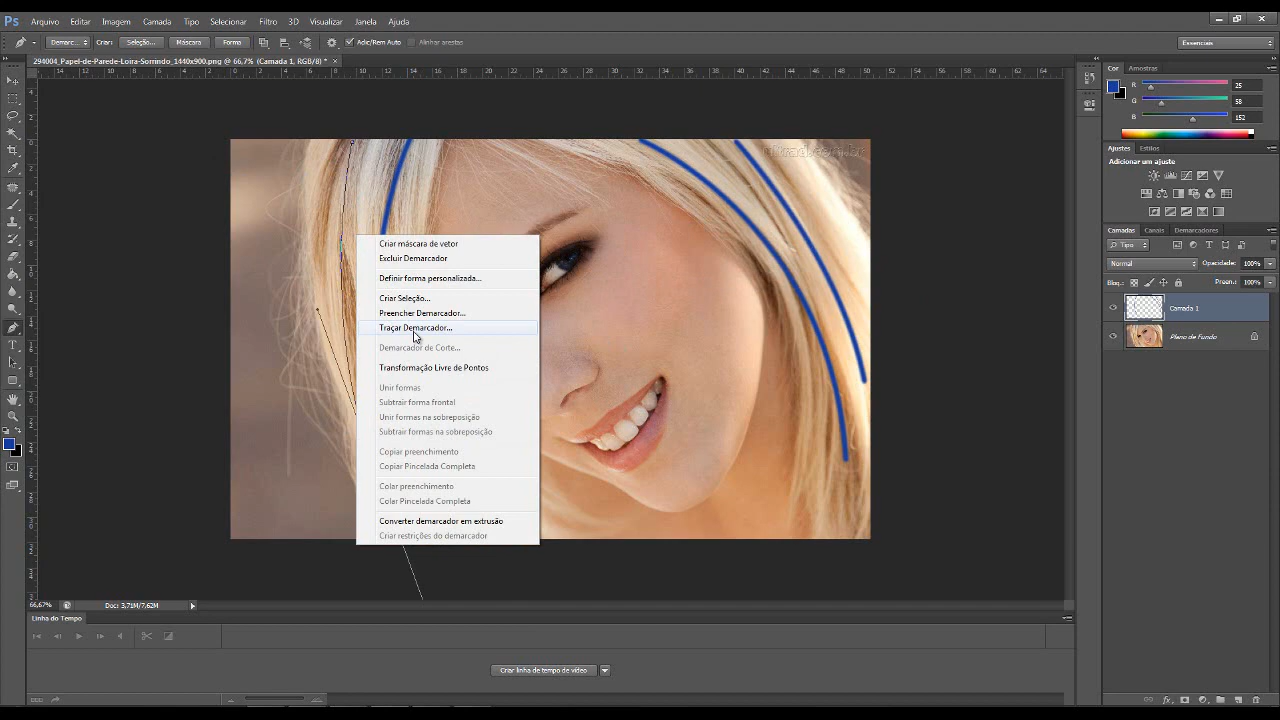 Ps Arquivo Editar Imagem Camada Tipo Selecionar Filtro 3D Visualizar Janela Ajuda
Demarc... Criar: Seleção... Máscara Forma Adic/Rem Auto Alinhar arestas Essenciais
294004_Papel-de-Parede-Loira-Sorrindo_1440x900.png @ 66,7% (Camada 1, RGB/8) *
Cor Amostras
R 25
G 58
B 152
Ajustes Estilos
Adicionar um ajuste
Camadas Canais Demarcadores
Tipo
Normal Opacidade: 100%
Bloq.: Preen.: 100%
Camada 1
Plano de Fundo
Criar máscara de vetor
Excluir Demarcador
Definir forma personalizada...
Criar Seleção...
Preencher Demarcador...
Traçar Demarcador...
Demarcador de Corte...
Transformação Livre de Pontos
Unir formas
Subtrair forma frontal
Unir formas na sobreposição
Subtrair formas na sobreposição
Copiar preenchimento
Copiar Pincelada Completa
Colar preenchimento
Colar Pincelada Completa
Converter demarcador em extrusão
Criar restrições do demarcador
66,67% Doc: 3,71M/7,62M
Linha do Tempo
Criar linha de tempo de vídeo